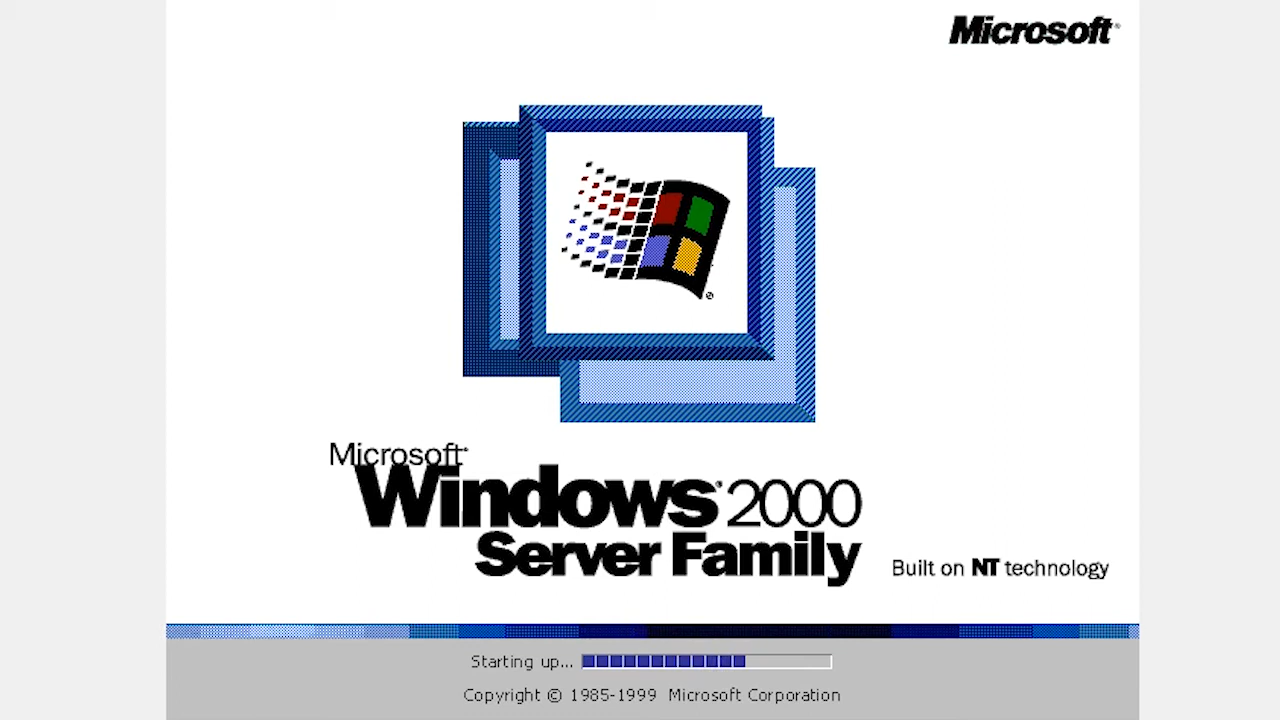 Microsoft®
Microsoft®
Windows® 2000
Server Family
Built on NT technology
Starting up...
Copyright © 1985-1999 Microsoft Corporation